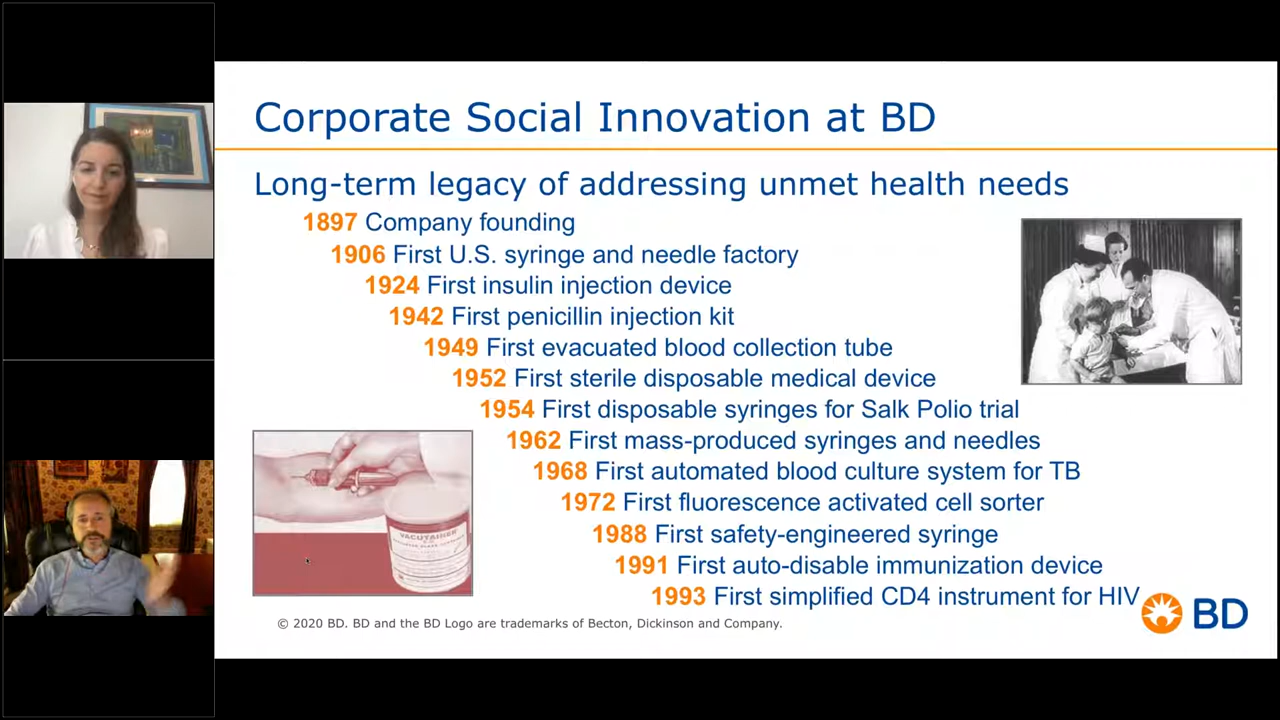 Corporate Social Innovation at BD
Long-term legacy of addressing unmet health needs
1897 Company founding
1906 First U.S. syringe and needle factory
1924 First insulin injection device
1942 First penicillin injection kit
1949 First evacuated blood collection tube
1952 First sterile disposable medical device
1954 First disposable syringes for Salk Polio trial
1962 First mass-produced syringes and needles
1968 First automated blood culture system for TB
1972 First fluorescence activated cell sorter
1988 First safety-engineered syringe
1991 First auto-disable immunization device
1993 First simplified CD4 instrument for HIV
VACUTAINER
BD
© 2020 BD. BD and the BD Logo are trademarks of Becton, Dickinson and Company.